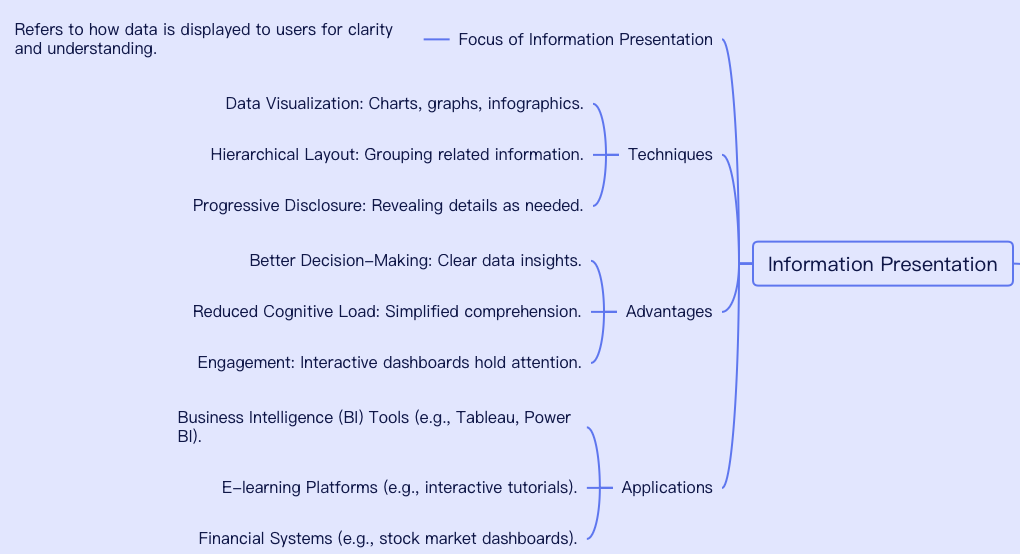 Refers to how data is displayed to users for clarity
and understanding.
Focus of Information Presentation
Data Visualization: Charts, graphs, infographics.
Hierarchical Layout: Grouping related information.
Techniques
Progressive Disclosure: Revealing details as needed.
Information Presentation
Better Decision–Making: Clear data insights.
Reduced Cognitive Load: Simplified comprehension.
Advantages
Engagement: Interactive dashboards hold attention.
Business Intelligence (BI) Tools (e.g., Tableau, Power
BI).
E–learning Platforms (e.g., interactive tutorials).
Applications
Financial Systems (e.g., stock market dashboards).